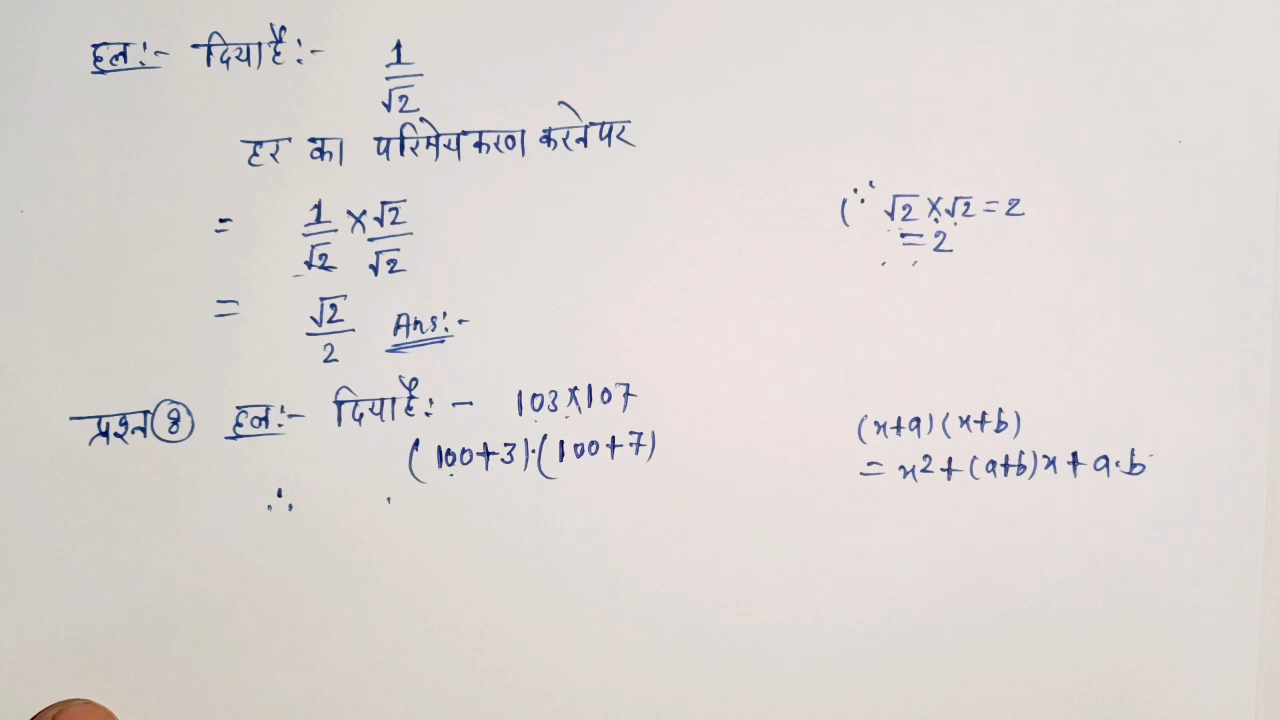 हल:- दिया है:- 1/√2
हर का परिमेयकरण करने पर
= 1/√2 × √2/√2
(∵ √2 × √2 = 2
= 2
= √2/2 Ans:-
प्रश्न 8 हल:- दिया है:- 103×107
(100+3)·(100+7)
(x+a)(x+b)
= x2+(a+b)x+a·b
∴